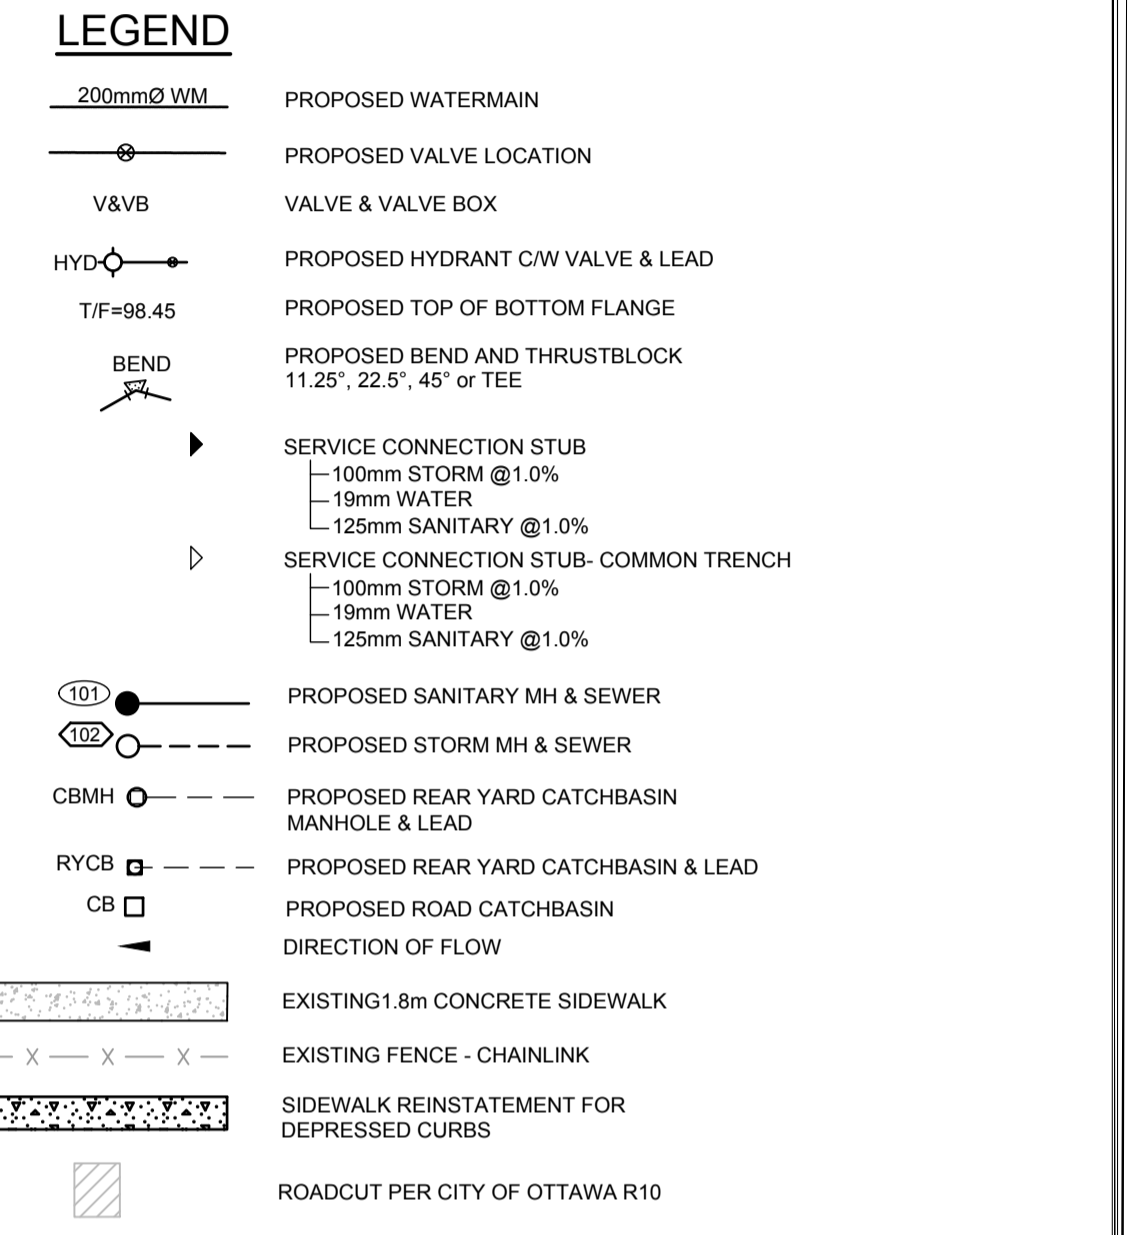 LEGEND
200mmØ WM PROPOSED WATERMAIN
PROPOSED VALVE LOCATION
V&VB VALVE & VALVE BOX
HYD PROPOSED HYDRANT C/W VALVE & LEAD
T/F=98.45 PROPOSED TOP OF BOTTOM FLANGE
BEND PROPOSED BEND AND THRUSTBLOCK
11.25°, 22.5°, 45° or TEE
SERVICE CONNECTION STUB
100mm STORM @1.0%
19mm WATER
125mm SANITARY @1.0%
SERVICE CONNECTION STUB- COMMON TRENCH
100mm STORM @1.0%
19mm WATER
125mm SANITARY @1.0%
101 PROPOSED SANITARY MH & SEWER
102 PROPOSED STORM MH & SEWER
CBMH PROPOSED REAR YARD CATCHBASIN
MANHOLE & LEAD
RYCB PROPOSED REAR YARD CATCHBASIN & LEAD
CB PROPOSED ROAD CATCHBASIN
DIRECTION OF FLOW
EXISTING1.8m CONCRETE SIDEWALK
X X X EXISTING FENCE - CHAINLINK
SIDEWALK REINSTATEMENT FOR
DEPRESSED CURBS
ROADCUT PER CITY OF OTTAWA R10